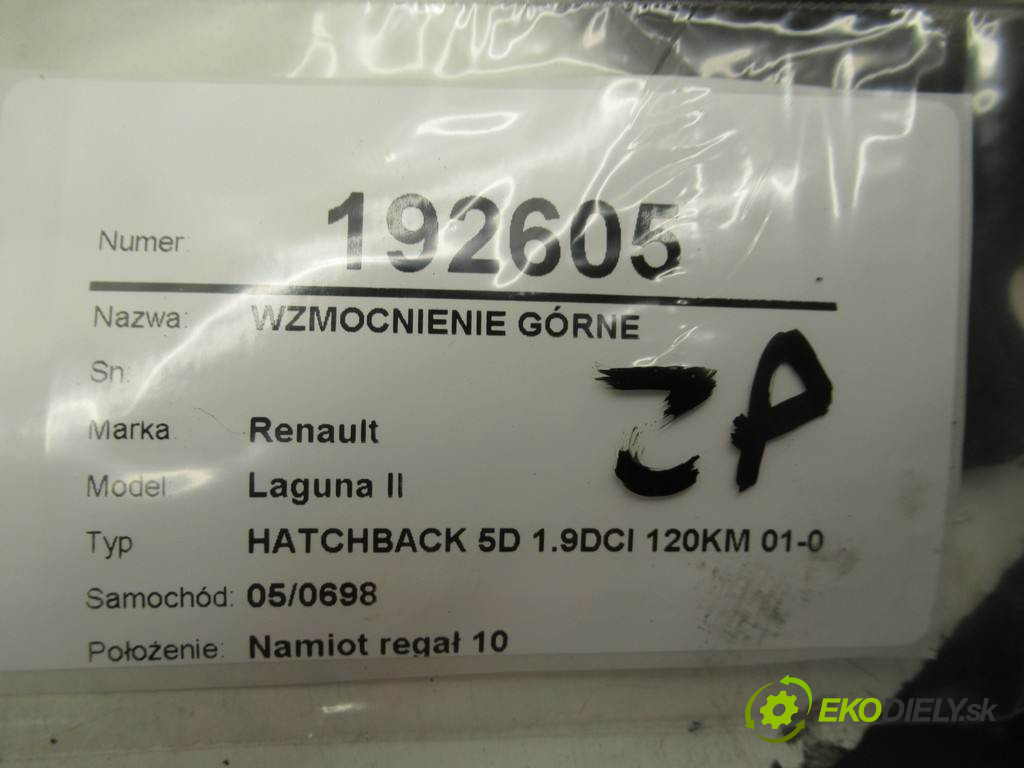 Numer: 192605
Nazwa: WZMOCNIENIE GÓRNE
Sn:
ZP
Marka Renault
Model Laguna II
Typ HATCHBACK 5D 1.9DCI 120KM 01-0
Samochód: 05/0698
Położenie: Namiot regał 10
EKODIELY.sk